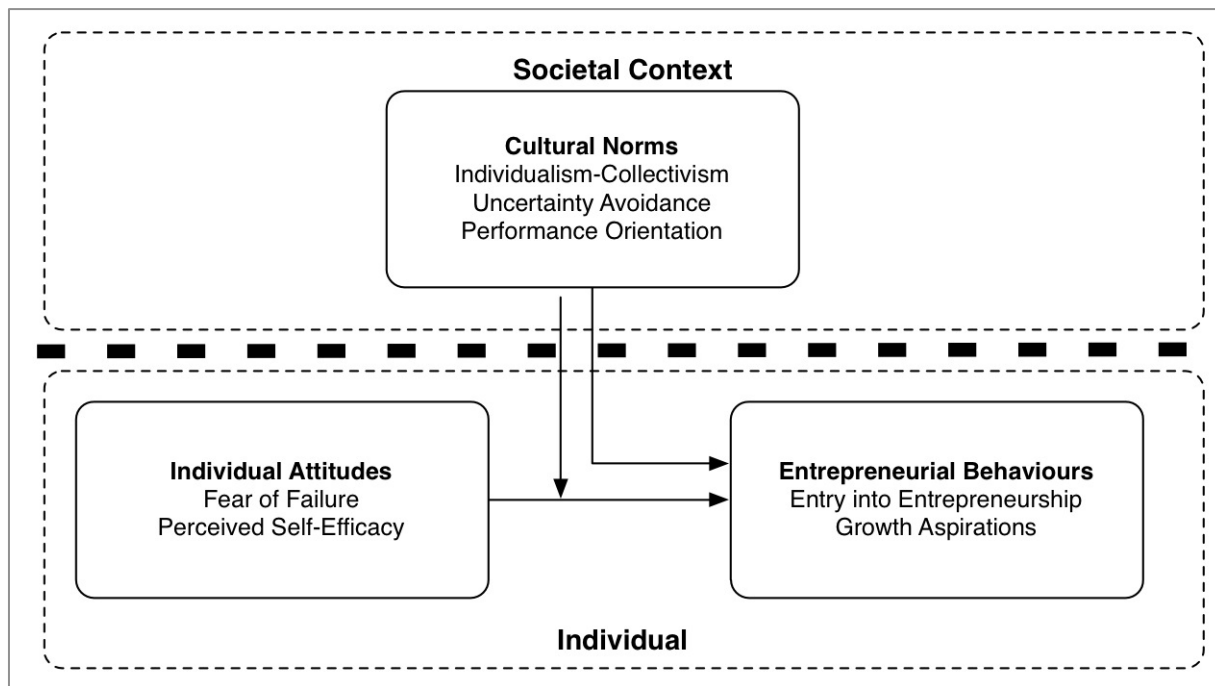 Societal Context
Cultural Norms
Individualism-Collectivism
Uncertainty Avoidance
Performance Orientation
Individual Attitudes
Fear of Failure
Perceived Self-Efficacy
Entrepreneurial Behaviours
Entry into Entrepreneurship
Growth Aspirations
Individual